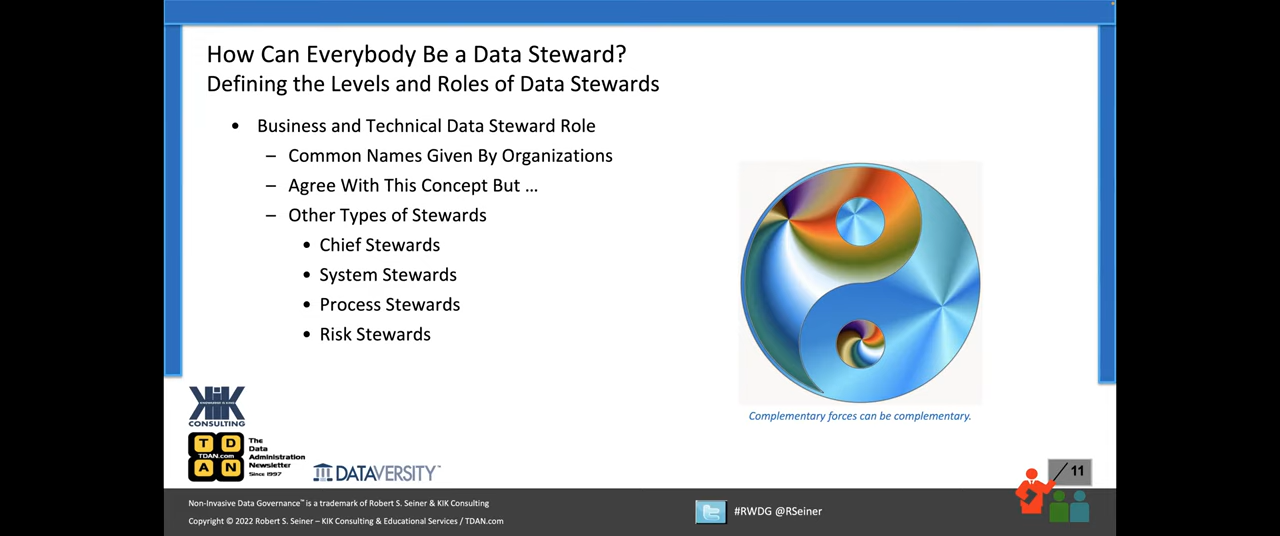 How Can Everybody Be a Data Steward?
Defining the Levels and Roles of Data Stewards
• Business and Technical Data Steward Role
– Common Names Given By Organizations
– Agree With This Concept But …
– Other Types of Stewards
• Chief Stewards
• System Stewards
• Process Stewards
• Risk Stewards
Complementary forces can be complementary.
KIK
CONSULTING
T D
TDAN.com
A N
The
Data
Administration
Newsletter
Since 1997
DATAVERSITY™
11
Non-Invasive Data Governance™ is a trademark of Robert S. Seiner & KIK Consulting
Copyright © 2022 Robert S. Seiner – KIK Consulting & Educational Services / TDAN.com
#RWDG @RSeiner